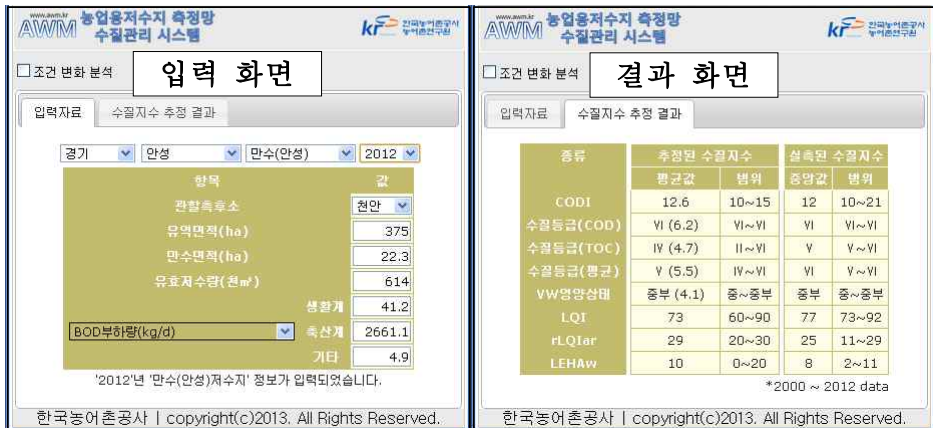 www.awm.kr
AWM 농업용저수지 측정망
수질관리 시스템
한국농어촌공사
농어촌연구원
조건 변화 분석
입력 화면
입력자료
수질지수 추정 결과
경기 안성 만수(안성) 2012
항목 값
관할측후소 천안
유역면적(ha) 375
만수면적(ha) 22.3
유효저수량(천㎥) 614
생활계 41.2
BOD부하량(kg/d) 축산계 2661.1
기타 4.9
'2012'년 '만수(안성)저수지' 정보가 입력되었습니다.
한국농어촌공사 | copyright(c)2013. All Rights Reserved.
www.awm.kr
AWM 농업용저수지 측정망
수질관리 시스템
한국농어촌공사
농어촌연구원
조건 변화 분석
결과 화면
입력자료
수질지수 추정 결과
종류 추정된 수질지수 실측된 수질지수
평균값 범위 중앙값 범위
CODI 12.6 10~15 12 10~21
수질등급(COD) Ⅵ (6.2) Ⅵ~Ⅵ Ⅵ Ⅵ~Ⅵ
수질등급(TOC) Ⅳ (4.7) Ⅱ~Ⅵ Ⅴ Ⅴ~Ⅵ
수질등급(평균) Ⅴ (5.5) Ⅳ~Ⅵ Ⅵ Ⅴ~Ⅵ
VW영양상태 중부 (4.1) 중~중부 중부 중~중부
LQI 73 60~90 77 73~92
rLQIar 29 20~30 25 11~29
LEHAw 10 0~20 8 2~11
*2000 ~ 2012 data
한국농어촌공사 | copyright(c)2013. All Rights Reserved.